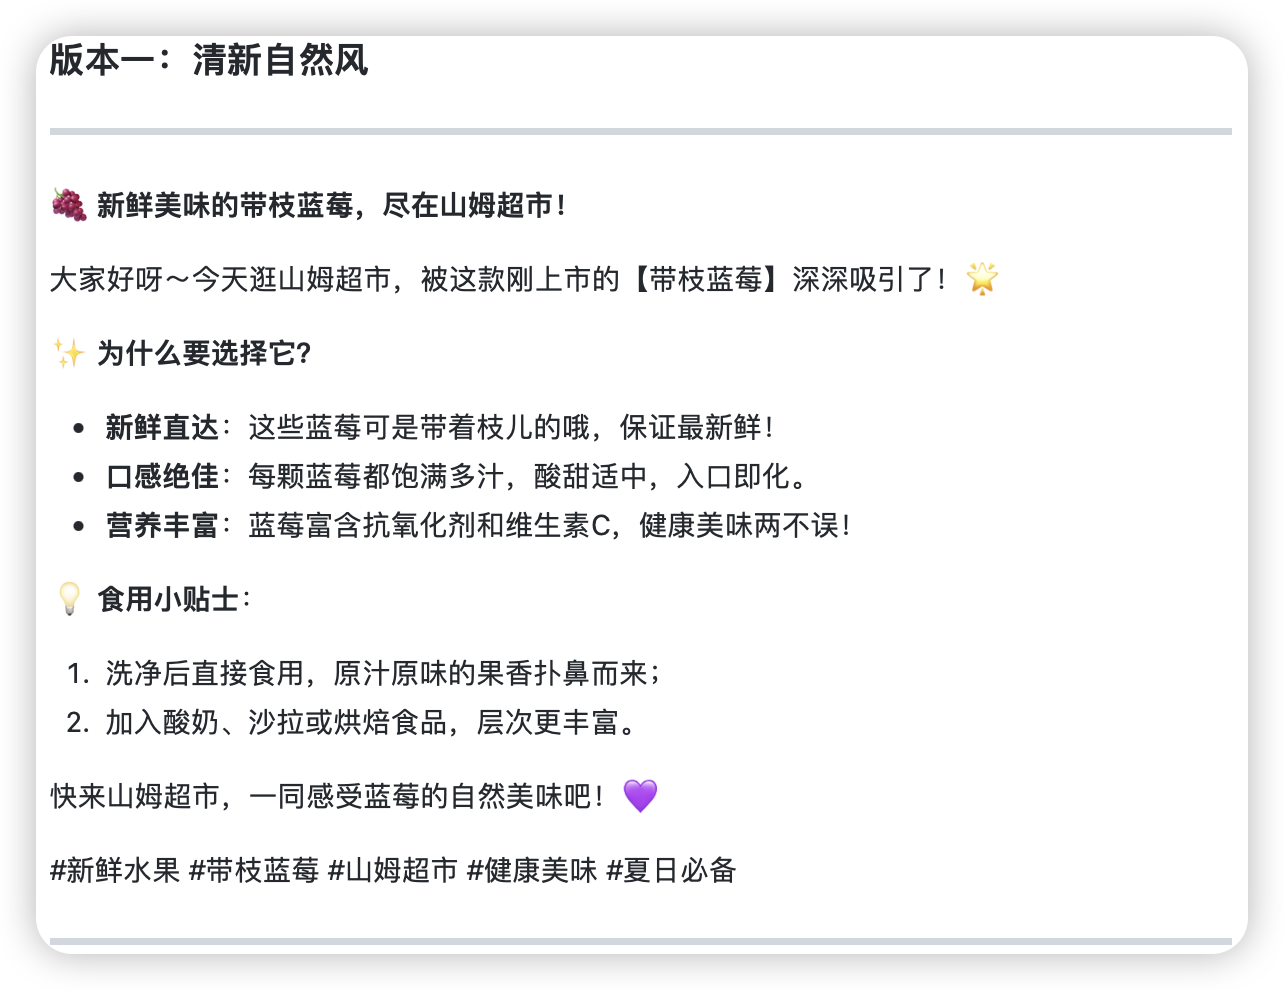 版本一：清新自然风
🍇 新鲜美味的带枝蓝莓，尽在山姆超市！
大家好呀～今天逛山姆超市，被这款刚上市的【带枝蓝莓】深深吸引了！🌟
✨ 为什么要选择它?
• 新鲜直达：这些蓝莓可是带着枝儿的哦，保证最新鲜！
• 口感绝佳：每颗蓝莓都饱满多汁，酸甜适中，入口即化。
• 营养丰富：蓝莓富含抗氧化剂和维生素C，健康美味两不误！
💡 食用小贴士：
1. 洗净后直接食用，原汁原味的果香扑鼻而来；
2. 加入酸奶、沙拉或烘焙食品，层次更丰富。
快来山姆超市，一同感受蓝莓的自然美味吧！💜
#新鲜水果 #带枝蓝莓 #山姆超市 #健康美味 #夏日必备